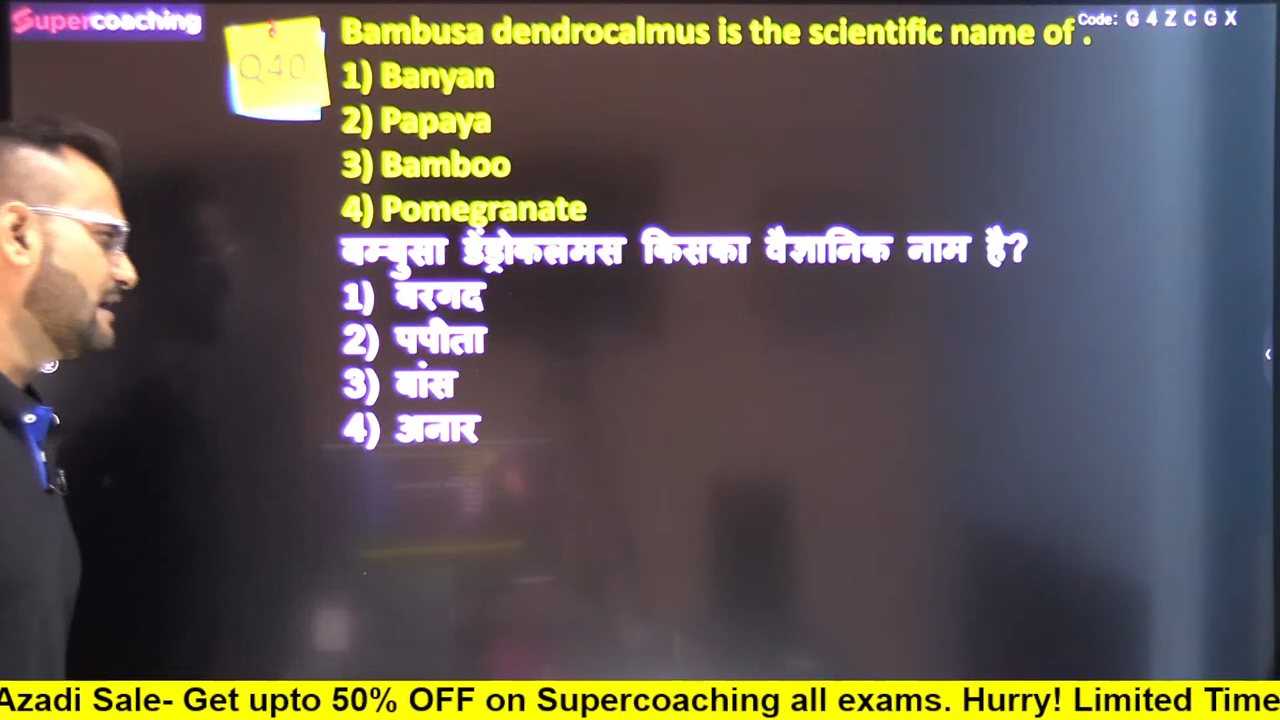 Supercoaching
Code: G 4 Z C G X
Q40
Bambusa dendrocalmus is the scientific name of .
1) Banyan
2) Papaya
3) Bamboo
4) Pomegranate
बम्बुसा डेंड्रोकलमस किसका वैज्ञानिक नाम है?
1) बरगद
2) पपीता
3) बांस
4) अनार
Azadi Sale- Get upto 50% OFF on Supercoaching all exams. Hurry! Limited Time